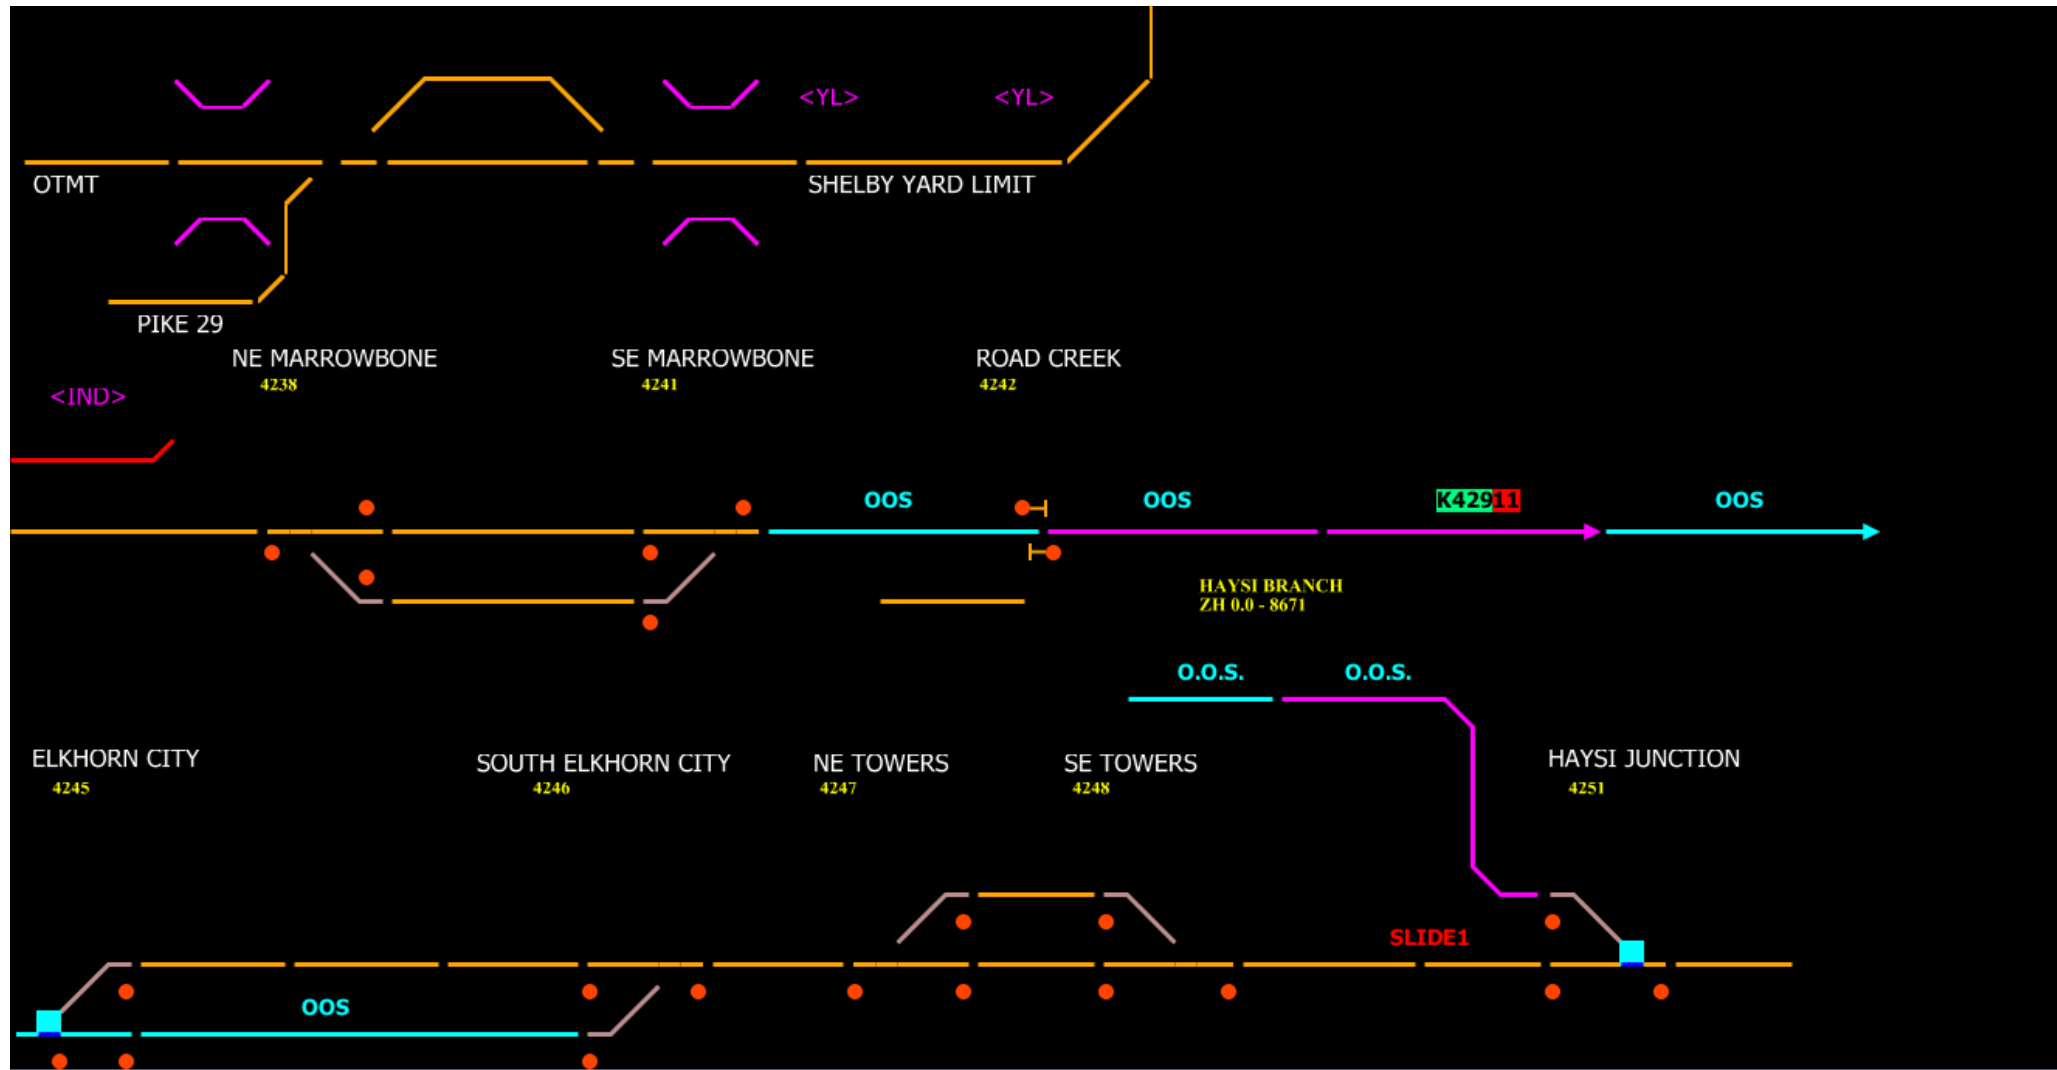 <YL> <YL>
OTMT SHELBY YARD LIMIT
PIKE 29
NE MARROWBONE SE MARROWBONE ROAD CREEK
4238 4241 4242
<IND>
OOS OOS K42911 OOS
HAYSI BRANCH
ZH 0.0 - 8671
O.O.S. O.O.S.
ELKHORN CITY SOUTH ELKHORN CITY NE TOWERS SE TOWERS HAYSI JUNCTION
4245 4246 4247 4248 4251
SLIDE1
OOS